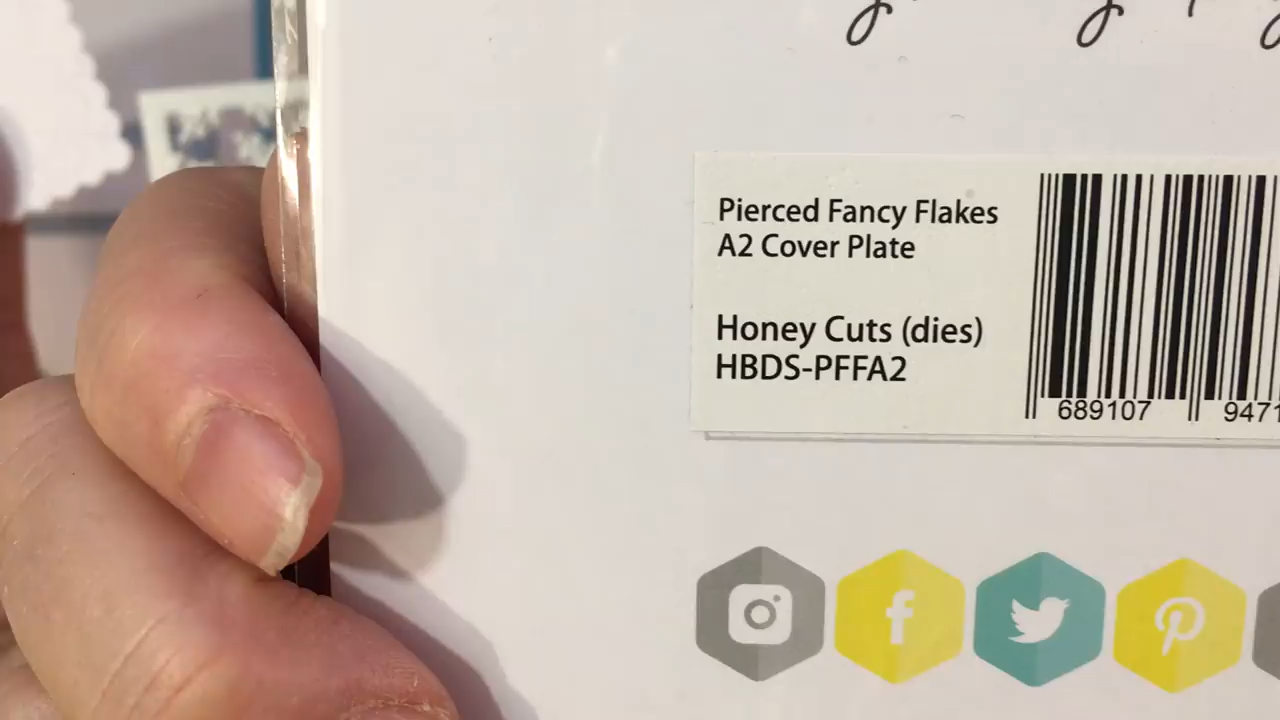 Pierced Fancy Flakes
A2 Cover Plate
Honey Cuts (dies)
HBDS-PFFA2
689107 9471